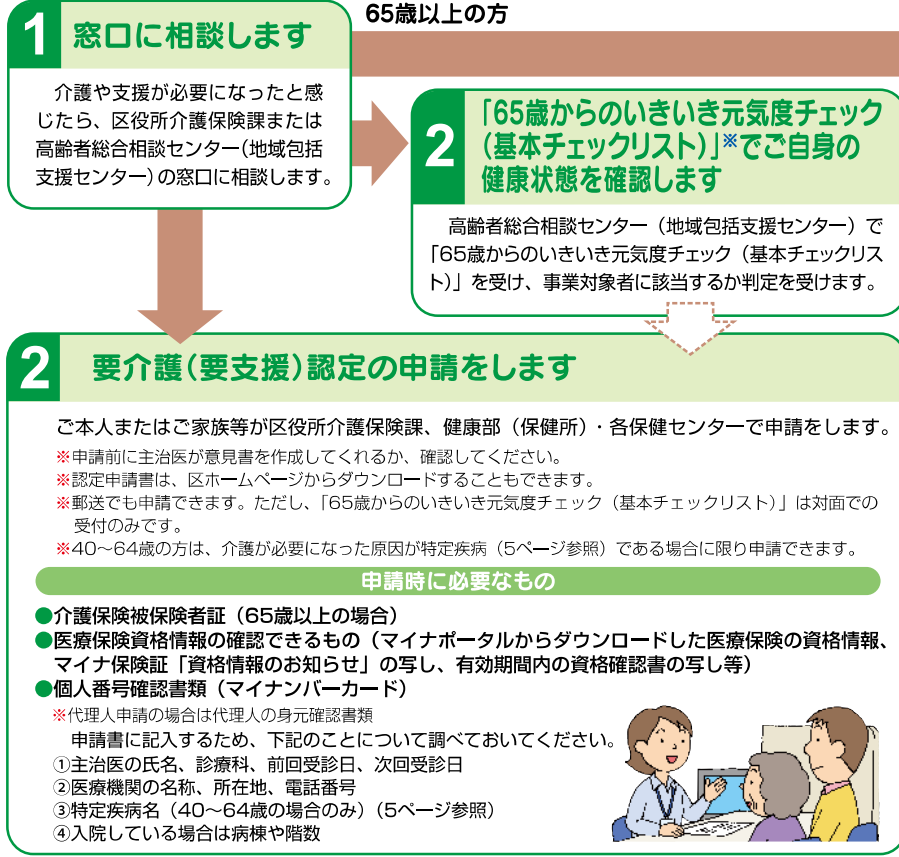 65歳以上の方
1 窓口に相談します
介護や支援が必要になったと感
じたら、区役所介護保険課または
高齢者総合相談センター(地域包括
支援センター)の窓口に相談します。
2
「65歳からのいきいき元気度チェック
(基本チェックリスト)」※でご自身の
健康状態を確認します
高齢者総合相談センター（地域包括支援センター）で
「65歳からのいきいき元気度チェック（基本チェックリス
ト）」を受け、事業対象者に該当するか判定を受けます。
2 要介護(要支援)認定の申請をします
ご本人またはご家族等が区役所介護保険課、健康部（保健所）・各保健センターで申請をします。
※申請前に主治医が意見書を作成してくれるか、確認してください。
※認定申請書は、区ホームページからダウンロードすることもできます。
※郵送でも申請できます。ただし、「65歳からのいきいき元気度チェック（基本チェックリスト）」は対面での
受付のみです。
※40～64歳の方は、介護が必要になった原因が特定疾病（5ページ参照）である場合に限り申請できます。
申請時に必要なもの
●介護保険被保険者証（65歳以上の場合）
●医療保険資格情報の確認できるもの（マイナポータルからダウンロードした医療保険の資格情報、
マイナ保険証「資格情報のお知らせ」の写し、有効期間内の資格確認書の写し等）
●個人番号確認書類（マイナンバーカード）
※代理人申請の場合は代理人の身元確認書類
申請書に記入するため、下記のことについて調べておいてください。
①主治医の氏名、診療科、前回受診日、次回受診日
②医療機関の名称、所在地、電話番号
③特定疾病名（40～64歳の場合のみ）（5ページ参照）
④入院している場合は病棟や階数